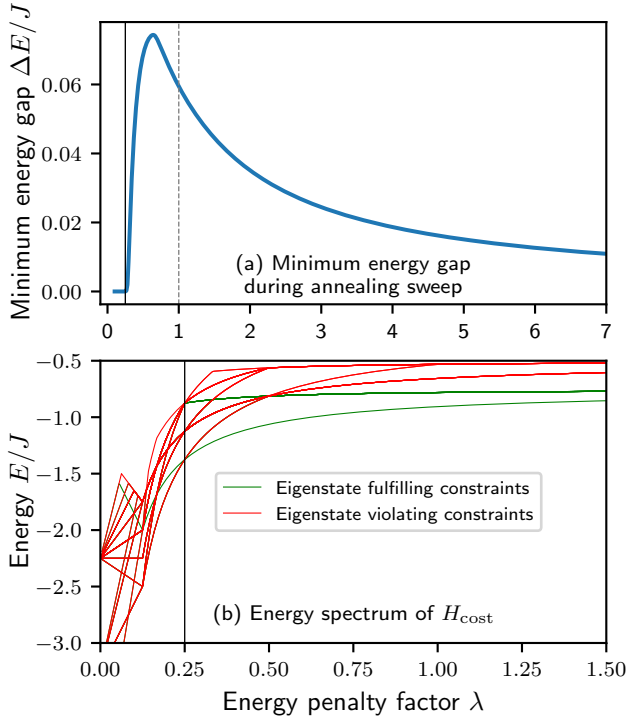 Minimum energy gap ΔE/J
0.06
0.04
0.02
0.00
(a) Minimum energy gap
during annealing sweep
0 1 2 3 4 5 6 7
Energy E/J
−0.5
−1.0
−1.5
−2.0
−2.5
−3.0
Eigenstate fulfilling constraints
Eigenstate violating constraints
(b) Energy spectrum of H_cost
0.00 0.25 0.50 0.75 1.00 1.25 1.50
Energy penalty factor λ